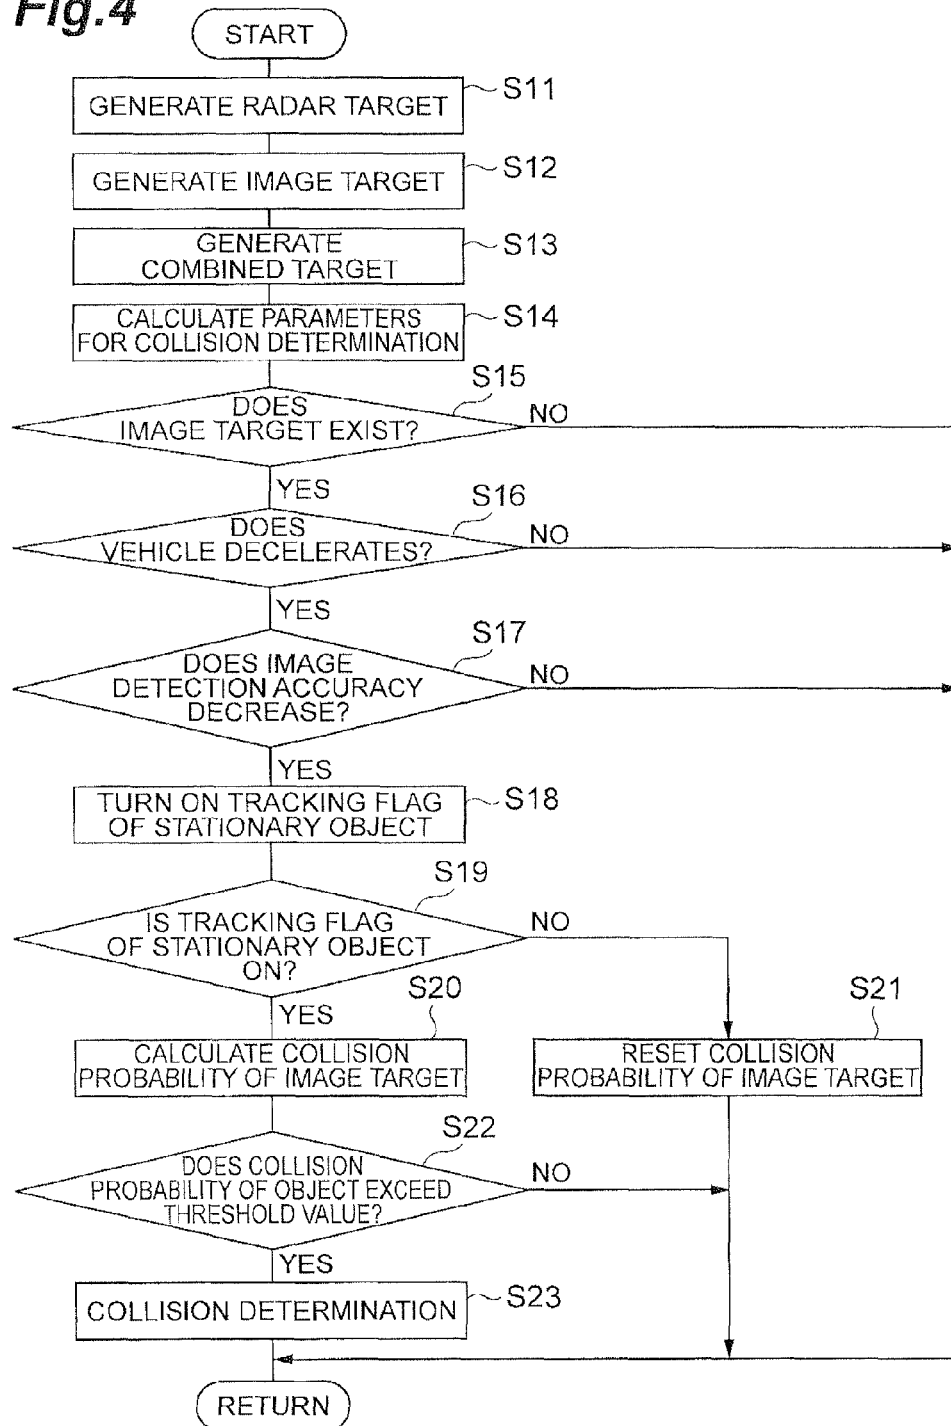 Fig.4
START
GENERATE RADAR TARGET
S11
GENERATE IMAGE TARGET
S12
GENERATE
COMBINED TARGET
S13
CALCULATE PARAMETERS
FOR COLLISION DETERMINATION
S14
S15
DOES
IMAGE TARGET EXIST?
NO
YES
S16
DOES
VEHICLE DECELERATES?
NO
YES
S17
DOES IMAGE
DETECTION ACCURACY
DECREASE?
NO
YES
TURN ON TRACKING FLAG
OF STATIONARY OBJECT
S18
S19
IS TRACKING FLAG
OF STATIONARY OBJECT
ON?
NO
YES
S20
CALCULATE COLLISION
PROBABILITY OF IMAGE TARGET
S21
RESET COLLISION
PROBABILITY OF IMAGE TARGET
S22
DOES COLLISION
PROBABILITY OF OBJECT EXCEED
THRESHOLD VALUE?
NO
YES
COLLISION DETERMINATION
S23
RETURN